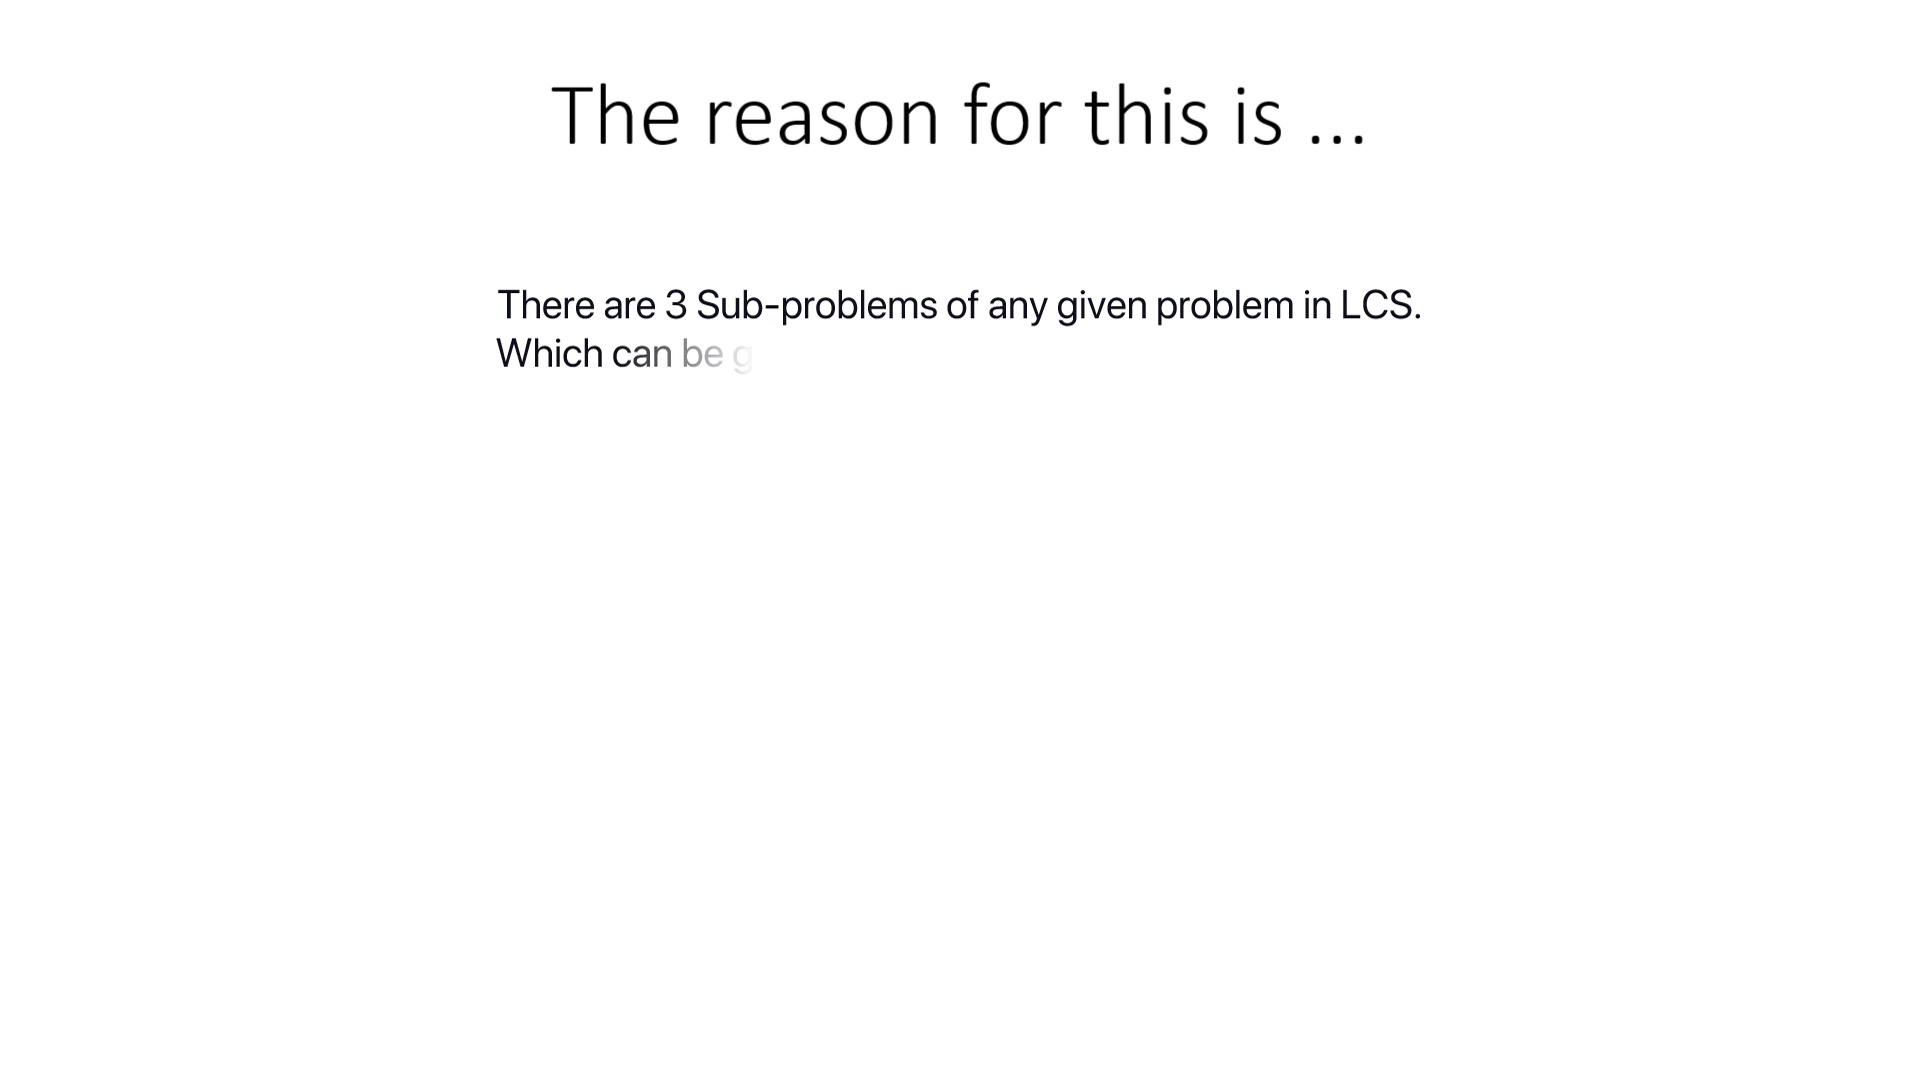 The reason for this is ...
There are 3 Sub-problems of any given problem in LCS.
Which can be g